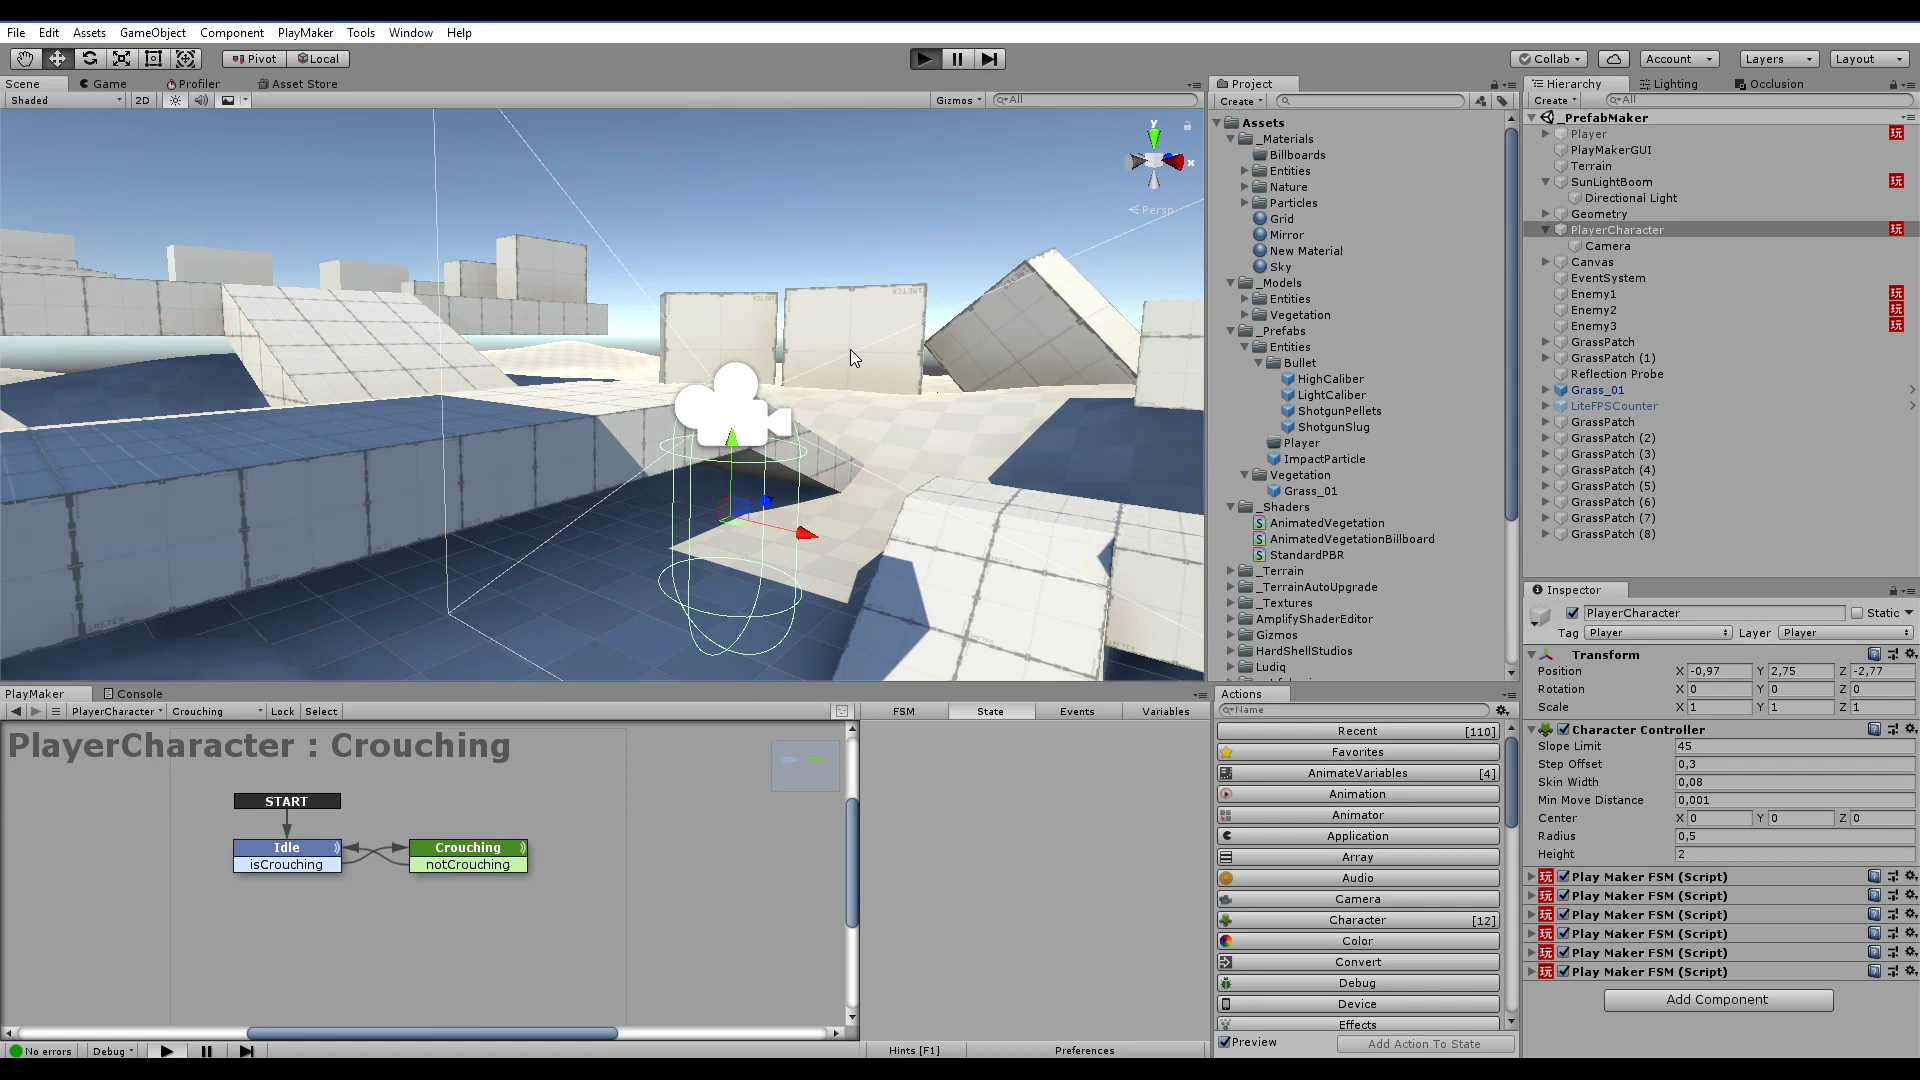 File Edit Assets GameObject Component PlayMaker Tools Window Help
Pivot Local Collab Account Layers Layout
Scene Game Profiler Asset Store
Shaded 2D Gizmos All
y
x
Persp
Project
Create
Assets
_Materials
Billboards
Entities
Nature
Particles
Grid
Mirror
New Material
Sky
_Models
Entities
Vegetation
_Prefabs
Entities
Bullet
HighCaliber
LightCaliber
ShotgunPellets
ShotgunSlug
Player
ImpactParticle
Vegetation
Grass_01
_Shaders
AnimatedVegetation
AnimatedVegetationBillboard
StandardPBR
_Terrain
_TerrainAutoUpgrade
_Textures
AmplifyShaderEditor
Gizmos
HardShellStudios
Ludiq
Hierarchy Lighting Occlusion
Create All
_PrefabMaker
Player 玩
PlayMakerGUI
Terrain
SunLightBoom 玩
Directional Light
Geometry
PlayerCharacter 玩
Camera
Canvas
EventSystem
Enemy1 玩
Enemy2 玩
Enemy3 玩
GrassPatch
GrassPatch (1)
Reflection Probe
Grass_01
LiteFPSCounter
GrassPatch
GrassPatch (2)
GrassPatch (3)
GrassPatch (4)
GrassPatch (5)
GrassPatch (6)
GrassPatch (7)
GrassPatch (8)
Inspector
PlayerCharacter Static
Tag Player Layer Player
Transform
Position X -0,97 Y 2,75 Z -2,77
Rotation X 0 Y 0 Z 0
Scale X 1 Y 1 Z 1
Character Controller
Slope Limit 45
Step Offset 0,3
Skin Width 0,08
Min Move Distance 0,001
Center X 0 Y 0 Z 0
Radius 0,5
Height 2
玩 Play Maker FSM (Script)
玩 Play Maker FSM (Script)
玩 Play Maker FSM (Script)
玩 Play Maker FSM (Script)
玩 Play Maker FSM (Script)
玩 Play Maker FSM (Script)
Add Component
PlayMaker Console
PlayerCharacter Crouching Lock Select
PlayerCharacter : Crouching
START
Idle
isCrouching
Crouching
notCrouching
No errors Debug
FSM State Events Variables
Hints [F1] Preferences
Actions
Name
Recent [110]
Favorites
AnimateVariables [4]
Animation
Animator
Application
Array
Audio
Camera
Character [12]
Color
Convert
Debug
Device
Effects
Preview Add Action To State